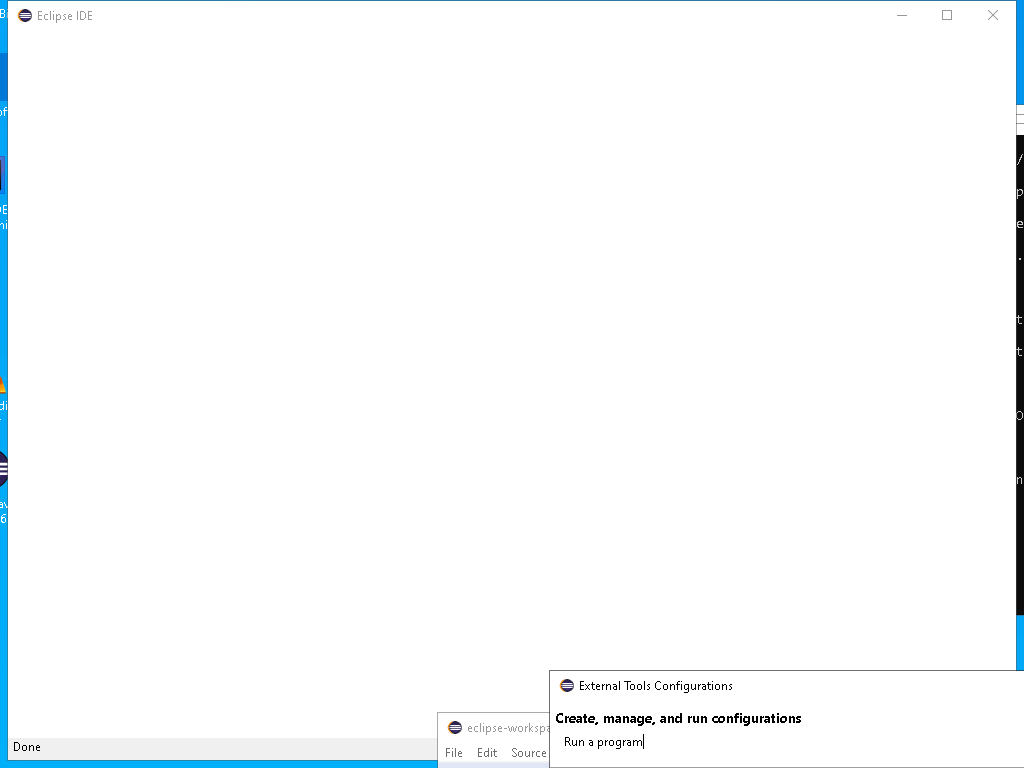 Eclipse IDE
Done
eclipse-workspa
File Edit Source
External Tools Configurations
Create, manage, and run configurations
Run a program